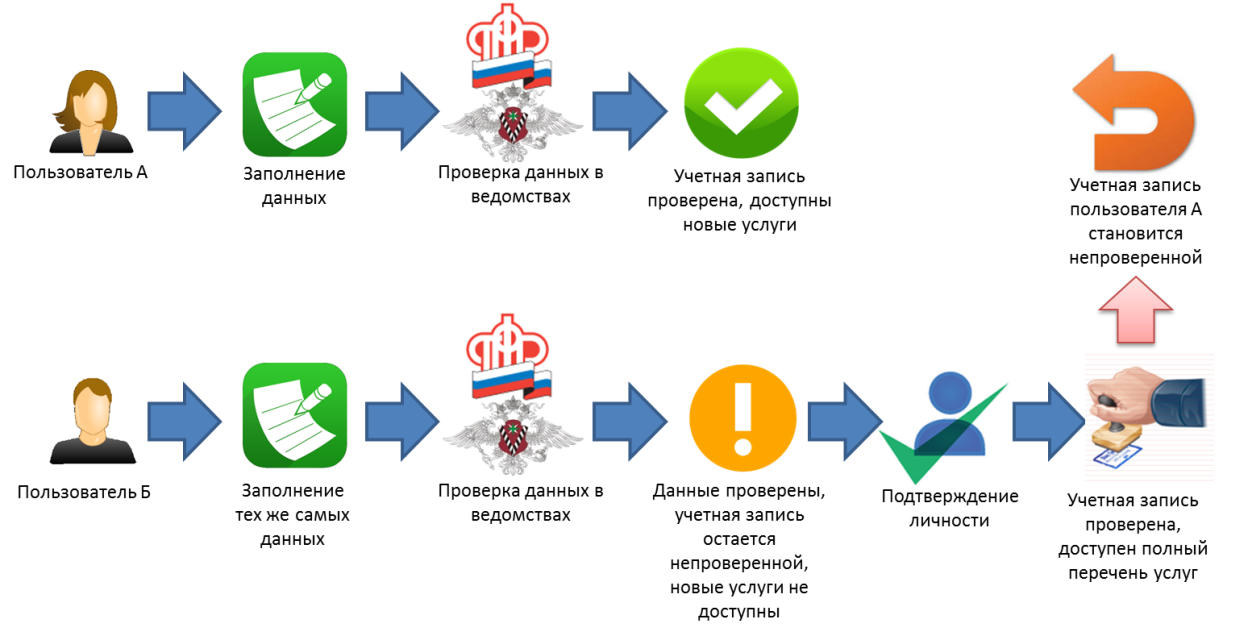 Пользователь А
Заполнение
данных
Проверка данных в
ведомствах
Учетная запись
проверена, доступны
новые услуги
Учетная запись
пользователя А
становится
непроверенной
Пользователь Б
Заполнение
тех же самых
данных
Проверка данных в
ведомствах
Данные проверены,
учетная запись
остается
непроверенной,
новые услуги не
доступны
Подтверждение
личности
Учетная запись
проверена,
доступен полный
перечень услуг